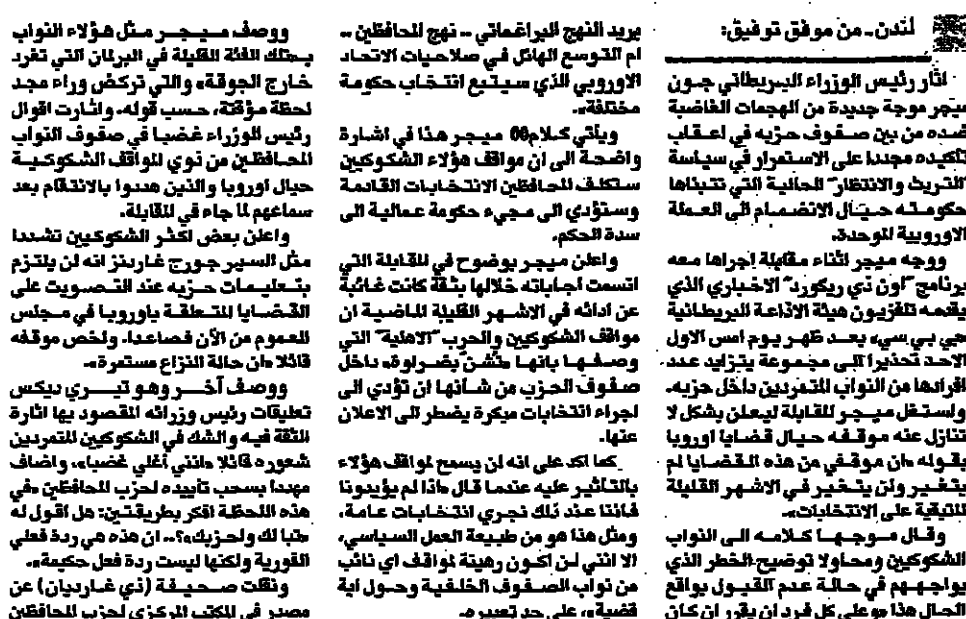 لندن ـ من موفق توفيق:
اثار رئيس الوزراء البريطاني جون
ميجر موجة جديدة من الهجمات الغاضبة
ضده من بين صفوف حزبه في اعقاب
تأكيده مجددا على الاستمرار في سياسة
"التريث والانتظار" الحالية التي تتبناها
حكومته حيال الانضمام الى العملة
الاوروبية الموحدة.
ووجه ميجر اثناء مقابلة اجراها معه
برنامج "اون ذي ريكورد" الاخباري الذي
يقدمه تلفزيون هيئة الاذاعة البريطانية
«بي بي سي» بعد ظهر يوم امس الاول
الاحد تحذيرا الى مجموعة يتزايد عدد
افرادها من النواب المتمردين داخل حزبه.
واستغل ميجر المقابلة ليعلن بشكل لا
تنازل عنه موقفه حيال قضايا اوروبا
بقوله «ان موقفي من هذه القضايا لم
يتغير ولن يتغير في الاشهر القليلة
المتبقية على الانتخابات».
وقال موجها كلامه الى النواب
الشكوكيين ومحاولا توضيح الخطر الذي
يواجههم في حالة عدم القبول بواقع
الحال هذا «و على كل فرد ان يقرر ان كان
يريد النهج البراغماتي .. نهج المحافظين ..
ام التوسع الهائل في صلاحيات الاتحاد
الاوروبي الذي سيتبع انتخاب حكومة
مختلفة».
ويأتي كلام ميجر هذا في اشارة
واضحة الى ان مواقف هؤلاء الشكوكيين
ستكلف المحافظين الانتخابات القادمة
وستؤدي الى مجيء حكومة عمالية الى
سدة الحكم.
واعلن ميجر بوضوح في المقابلة التي
اتسمت اجاباته خلالها بثقة كانت غائبة
عن ادائه في الاشهر القليلة الماضية ان
مواقف الشكوكيين والحرب "الاهلية" التي
وصفها بانها «تشن بضراوة» داخل
صفوف الحزب من شأنها ان تؤدي الى
اجراء انتخابات مبكرة يضطر الى الاعلان
عنها.
كما اكد على انه لن يسمح لمواقف هؤلاء
بالتأثير عليه عندما قال «اذا لم يؤيدونا
فاننا عند ذلك نجري انتخابات عامة،
ومثل هذا هو من طبيعة العمل السياسي،
الا انني لن اكون رهينة لمواقف اي نائب
من نواب الصفوف الخلفية وحول أية
قضية»، على حد تعبيره.
ووصف ميجر مثل هؤلاء النواب
بـ«تلك الفئة القليلة في البرلمان التي تغرد
خارج الجوقة» والتي تركض وراء مجد
لحظة مؤقتة، حسب قوله. واثارت اقوال
رئيس الوزراء غضبا في صفوف النواب
المحافظين من ذوي المواقف الشكوكية
حيال اوروبا والذين هددوا بالانتقام بعد
سماعهم لما جاء في المقابلة.
واعلن بعض اكثر الشكوكيين تشددا
مثل السير جورج غاردنر انه لن يلتزم
بتعليمات حزبه عند التصويت على
القضايا المتعلقة باوروبا في مجلس
العموم من الآن فصاعدا. ولخص موقفه
قائلا «ان حالة النزاع مستمرة».
ووصف آخر وهو تيري ديكس
تعليقات رئيس وزرائه المقصود بها اثارة
الثقة فيه والشك في الشكوكيين المتمردين
شعوره قائلا «انني أغلي غضبا»، واضاف
مهددا بسحب تأييده لحزب المحافظين «في
هذه اللحظة افكر بطريقتين: هل اقول له
«تبا لك ولحزبك»؟.. ان هذه هي ردة فعلي
الفورية ولكنها ليست ردة فعل حكيمة».
ونقلت صحيفة (ذي غارديان) عن
مصدر في المكتب المركزي لحزب المحافظين